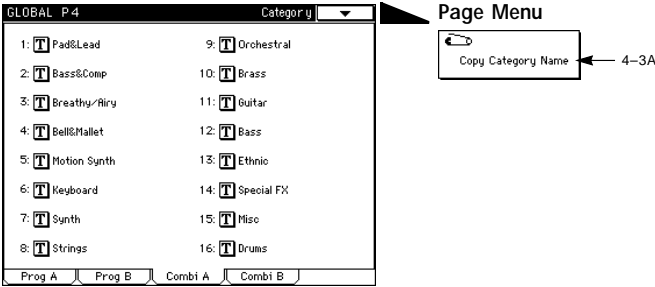 GLOBAL P4 Category
Page Menu
Copy Category Name 4–3A
1: T Pad&Lead 9: T Orchestral
2: T Bass&Comp 10: T Brass
3: T Breathy/Airy 11: T Guitar
4: T Bell&Mallet 12: T Bass
5: T Motion Synth 13: T Ethnic
6: T Keyboard 14: T Special FX
7: T Synth 15: T Misc
8: T Strings 16: T Drums
Prog A Prog B Combi A Combi B